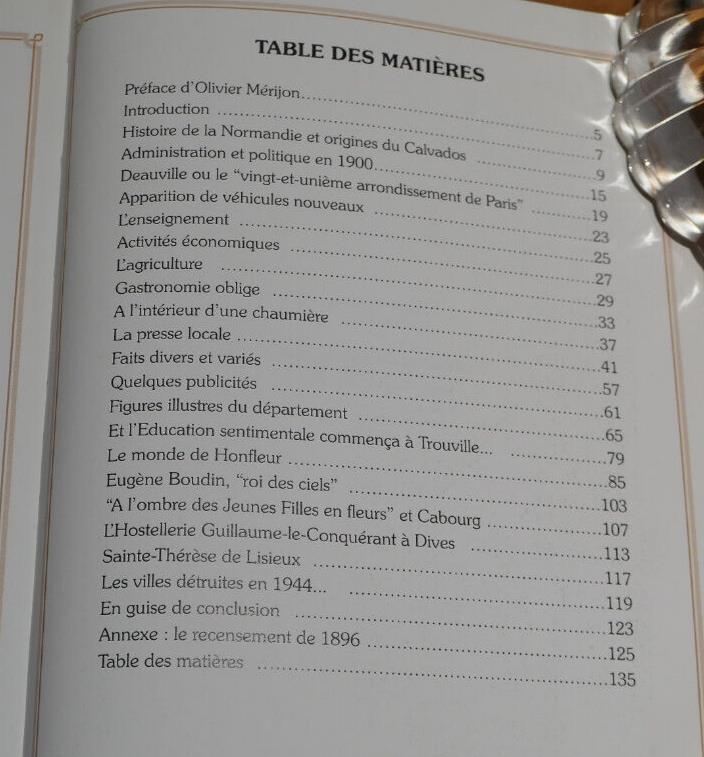 TABLE DES MATIÈRES
Préface d'Olivier Mérijon...5
Introduction ...7
Histoire de la Normandie et origines du Calvados ...9
Administration et politique en 1900...15
Deauville ou le "vingt-et-unième arrondissement de Paris" ...19
Apparition de véhicules nouveaux ...23
L'enseignement ...25
Activités économiques ...27
L'agriculture ...29
Gastronomie oblige ...33
A l'intérieur d'une chaumière ...37
La presse locale ...41
Faits divers et variés ...57
Quelques publicités ...61
Figures illustres du département ...65
Et l'Education sentimentale commença à Trouville... ...79
Le monde de Honfleur ...85
Eugène Boudin, "roi des ciels" ...103
"A l'ombre des Jeunes Filles en fleurs" et Cabourg ...107
L'Hostellerie Guillaume-le-Conquérant à Dives ...113
Sainte-Thérèse de Lisieux ...117
Les villes détruites en 1944... ...119
En guise de conclusion ...123
Annexe : le recensement de 1896 ...125
Table des matières ...135